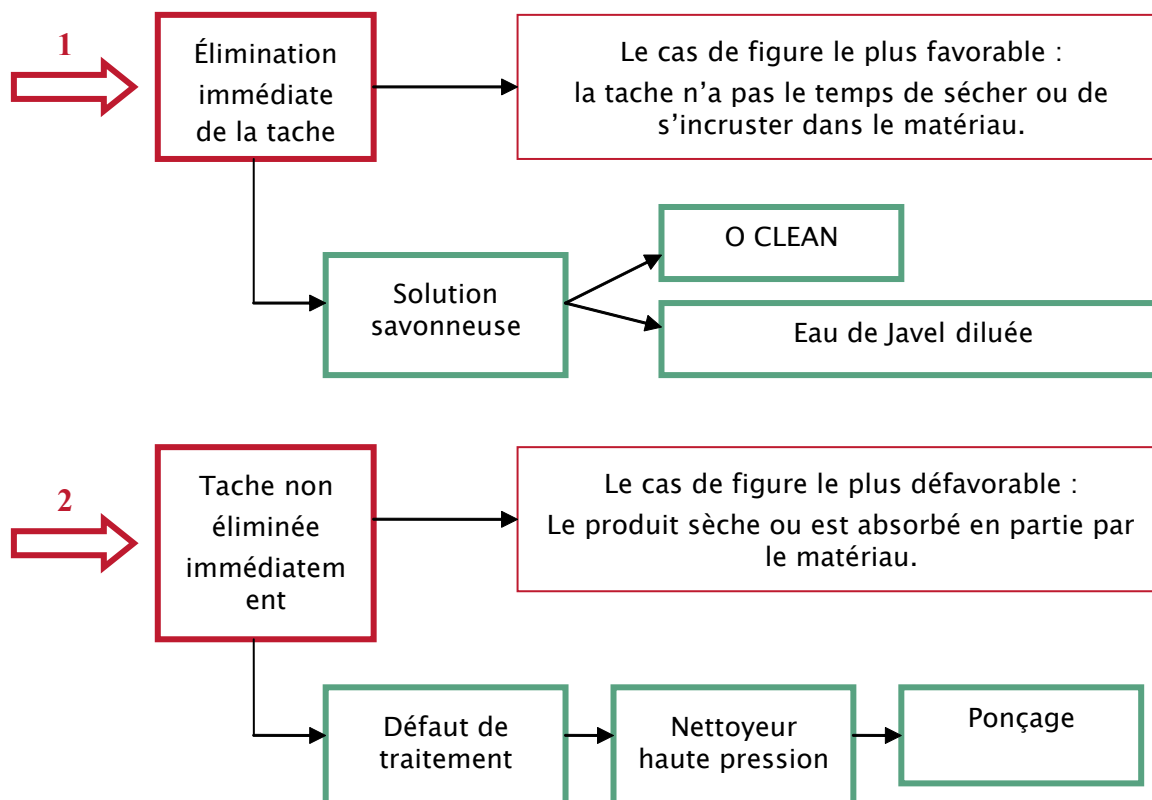 1
Élimination
immédiate
de la tache
Le cas de figure le plus favorable :
la tache n’a pas le temps de sécher ou de
s’incruster dans le matériau.
O CLEAN
Solution
savonneuse
Eau de Javel diluée
2
Tache non
éliminée
immédiatem
ent
Le cas de figure le plus défavorable :
Le produit sèche ou est absorbé en partie par
le matériau.
Défaut de
traitement
Nettoyeur
haute pression
Ponçage